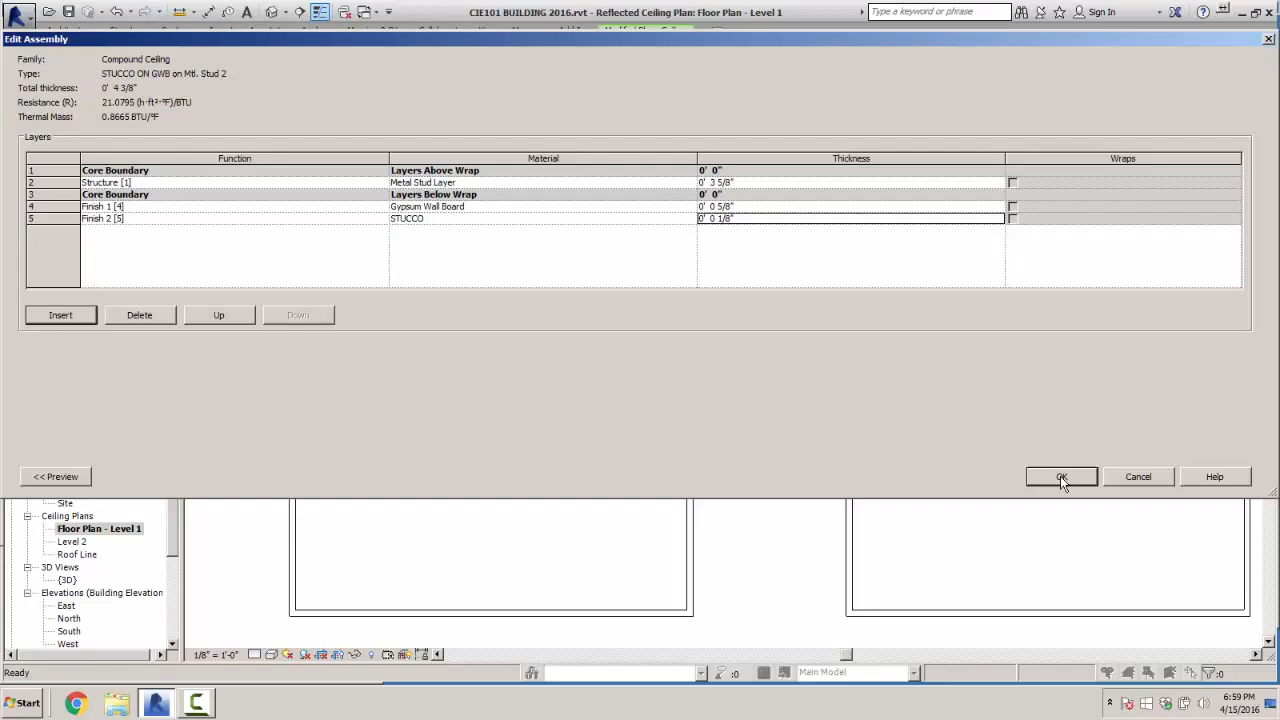 CIE101 BUILDING 2016.rvt - Reflected Ceiling Plan: Floor Plan - Level 1
Type a keyword or phrase
Sign In
Edit Assembly
Family: Compound Ceiling
Type: STUCCO ON GWB on Mtl. Stud 2
Total thickness: 0' 4 3/8"
Resistance (R): 21.0795 (h·ft²·°F)/BTU
Thermal Mass: 0.8665 BTU/°F
Layers
Function Material Thickness Wraps
1 Core Boundary Layers Above Wrap 0' 0"
2 Structure [1] Metal Stud Layer 0' 3 5/8"
3 Core Boundary Layers Below Wrap 0' 0"
4 Finish 1 [4] Gypsum Wall Board 0' 0 5/8"
5 Finish 2 [5] STUCCO 0' 0 1/8"
Insert Delete Up Down
<< Preview OK Cancel Help
Site
Ceiling Plans
Floor Plan - Level 1
Level 2
Roof Line
3D Views
{3D}
Elevations (Building Elevation
East
North
South
West
1/8" = 1'-0"
Ready
:0
Main Model
:0
Start
6:59 PM
4/15/2016